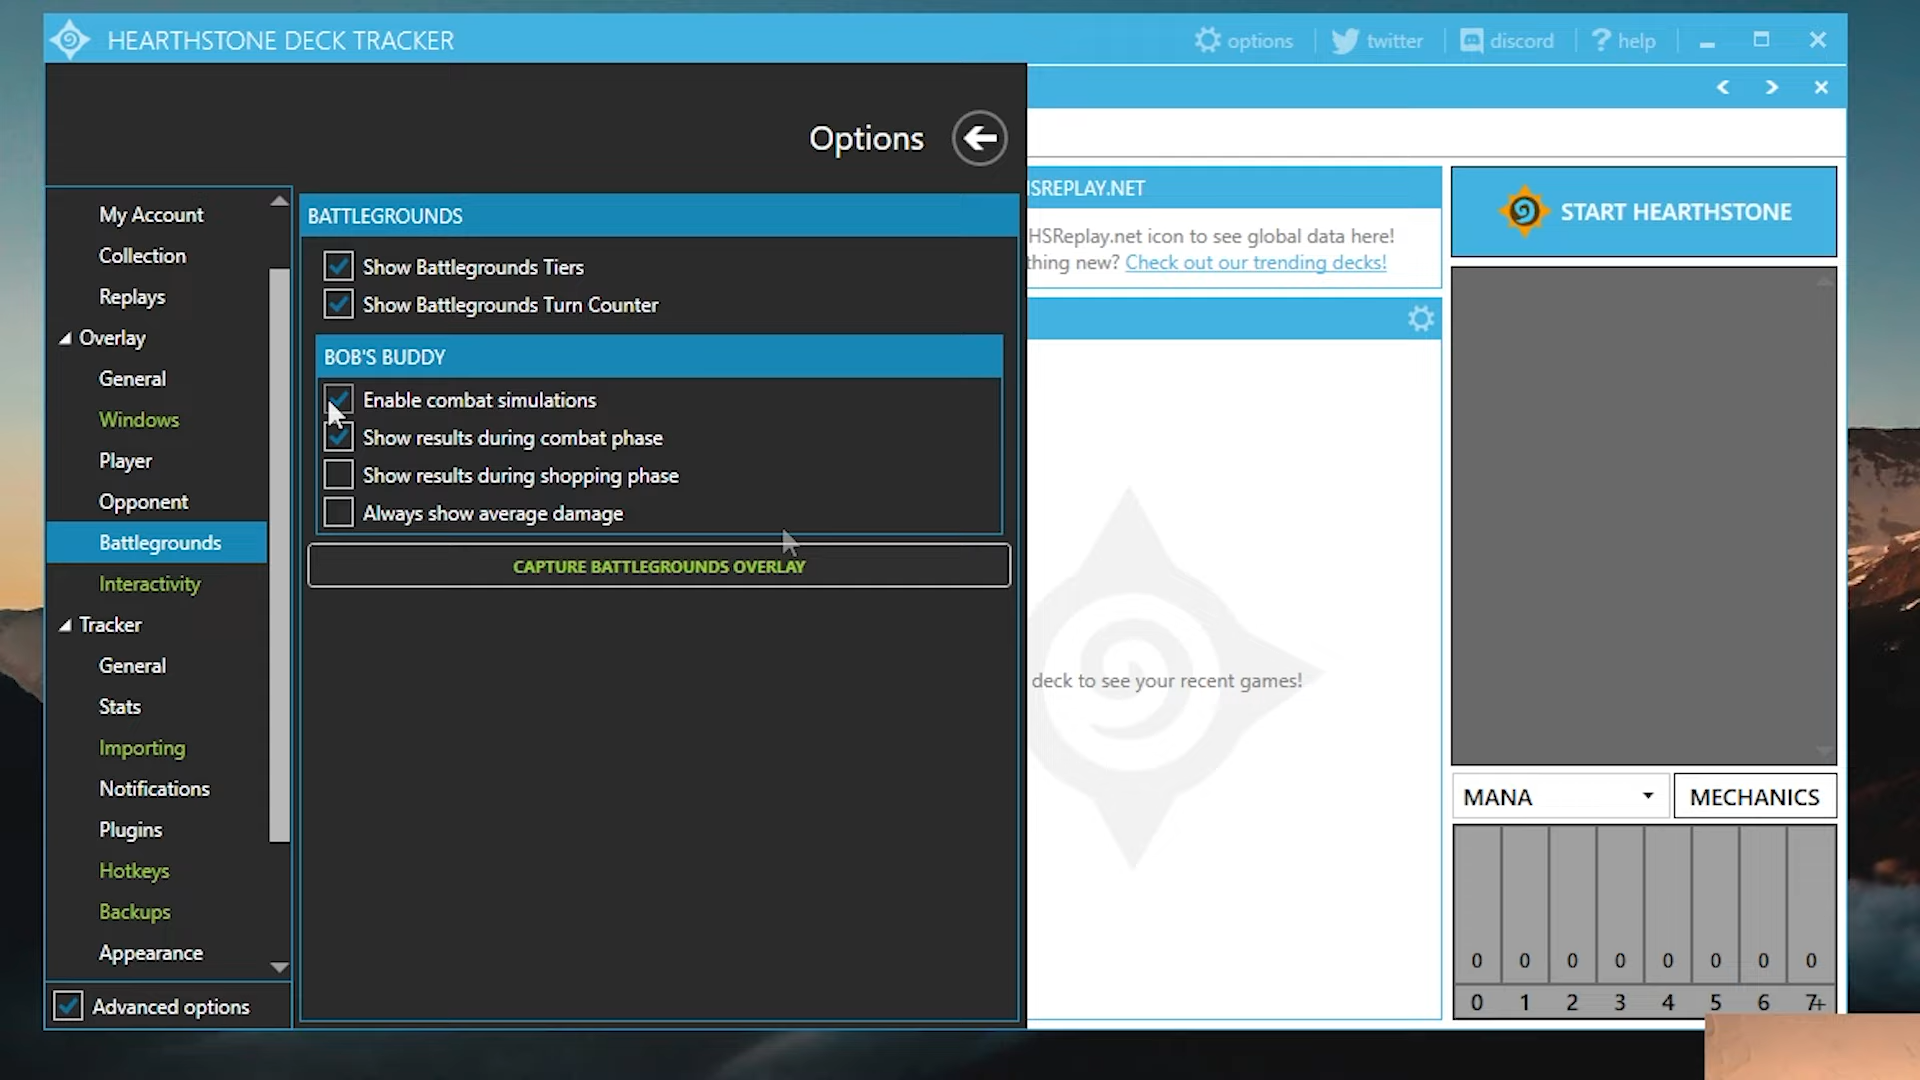 HEARTHSTONE DECK TRACKER
options
twitter
discord
? help
Options
My Account
Collection
Replays
Overlay
General
Windows
Player
Opponent
Battlegrounds
Interactivity
Tracker
General
Stats
Importing
Notifications
Plugins
Hotkeys
Backups
Appearance
Advanced options
BATTLEGROUNDS
Show Battlegrounds Tiers
Show Battlegrounds Turn Counter
BOB'S BUDDY
Enable combat simulations
Show results during combat phase
Show results during shopping phase
Always show average damage
CAPTURE BATTLEGROUNDS OVERLAY
HSREPLAY.NET
HSReplay.net icon to see global data here!
thing new? Check out our trending decks!
deck to see your recent games!
START HEARTHSTONE
MANA
MECHANICS
0 0 0 0 0 0 0 0
0 1 2 3 4 5 6 7+